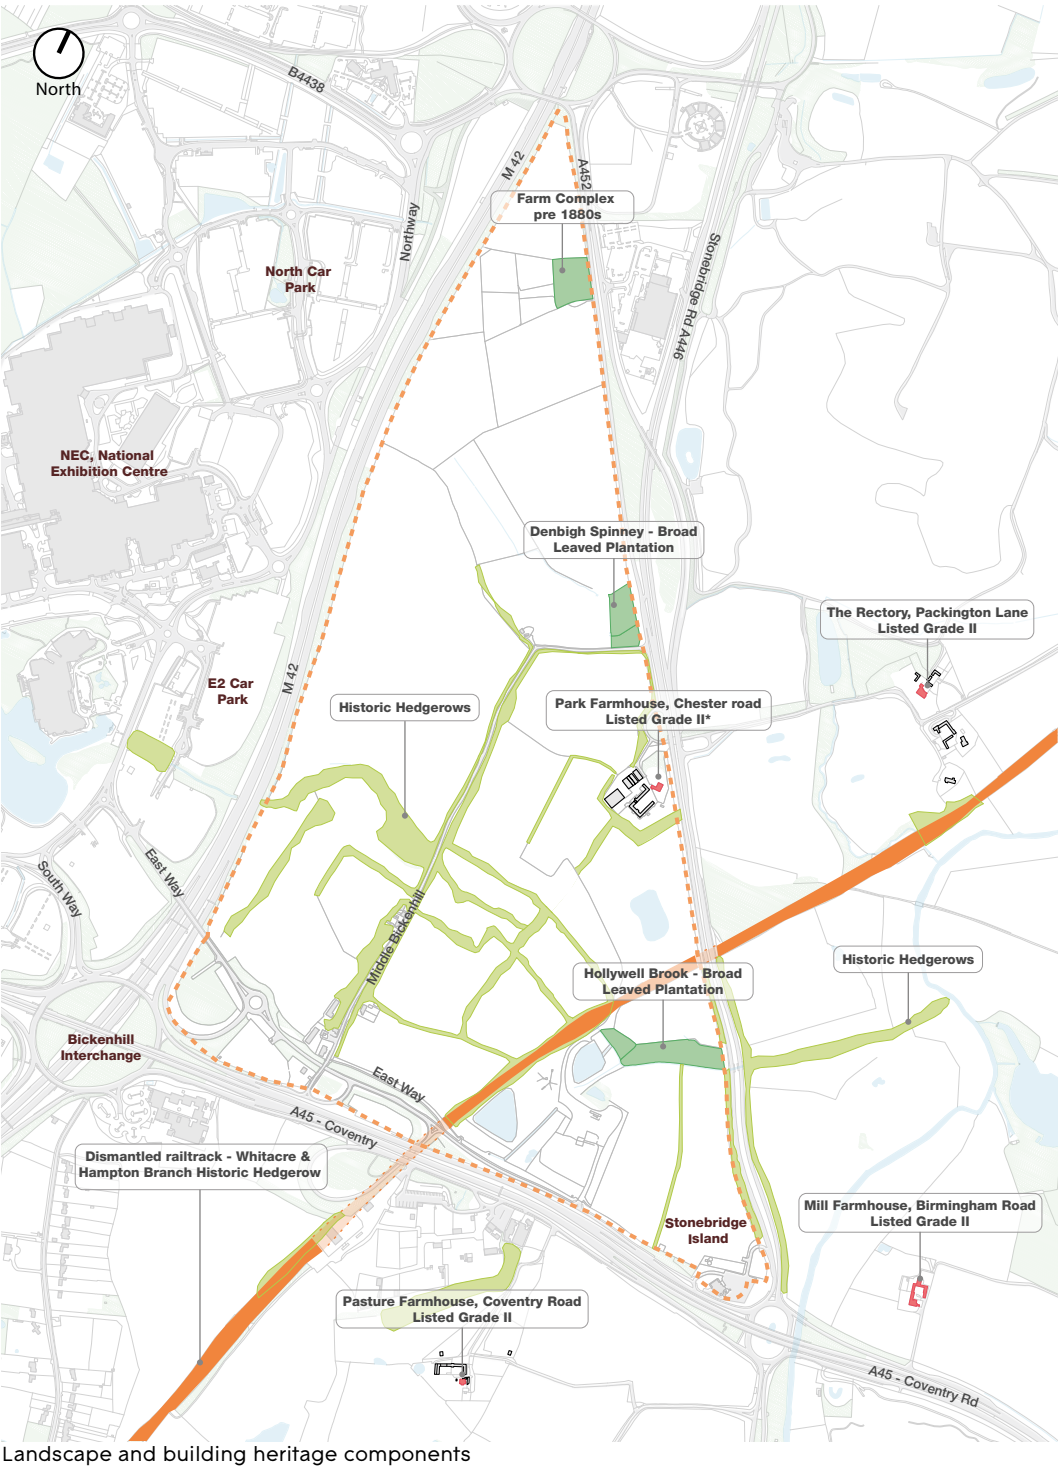 North
B4438
M 42
A452
Farm Complex
pre 1880s
Northway
Stonebridge Rd A446
North Car
Park
NEC, National
Exhibition Centre
Denbigh Spinney - Broad
Leaved Plantation
The Rectory, Packington Lane
Listed Grade II
M 42
E2 Car
Park
Historic Hedgerows
Park Farmhouse, Chester road
Listed Grade II*
East Way
South Way
Middle Bickenhill
Historic Hedgerows
Hollywell Brook - Broad
Leaved Plantation
Bickenhill
Interchange
East Way
A45 - Coventry
Dismantled railtrack - Whitacre &
Hampton Branch Historic Hedgerow
Stonebridge
Island
Mill Farmhouse, Birmingham Road
Listed Grade II
Pasture Farmhouse, Coventry Road
Listed Grade II
A45 - Coventry Rd
Landscape and building heritage components